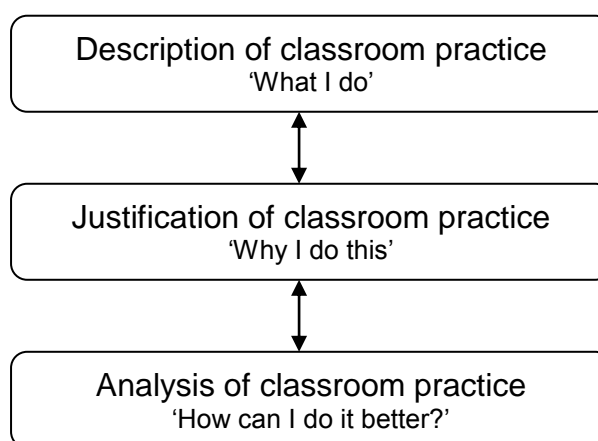 Description of classroom practice
‘What I do’
Justification of classroom practice
‘Why I do this’
Analysis of classroom practice
‘How can I do it better?’